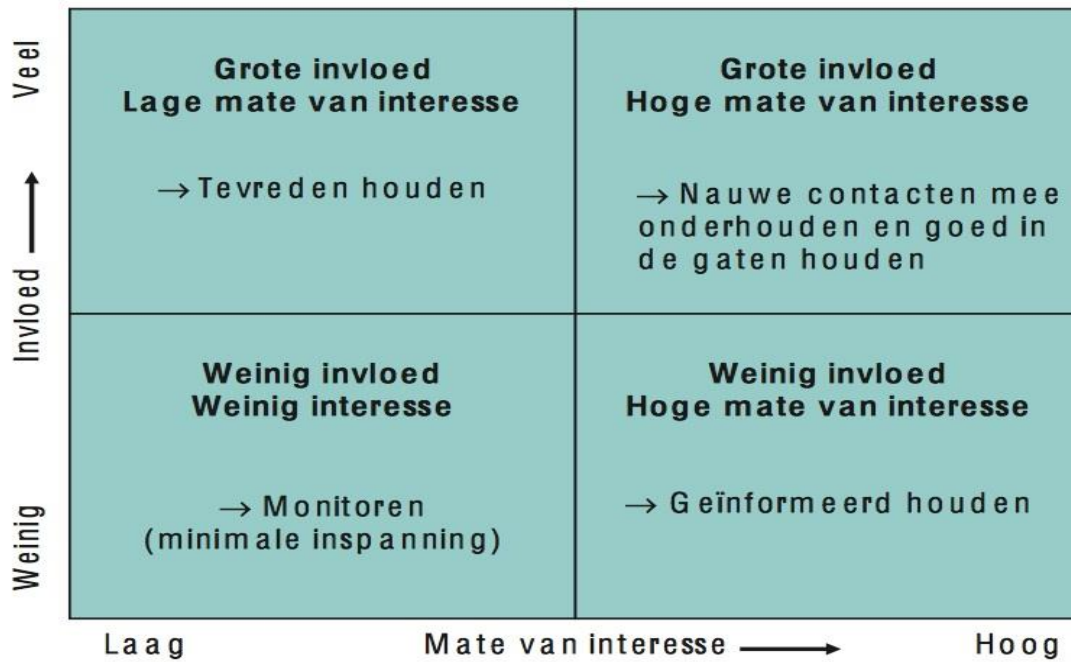 Veel
Invloed
Weinig
Grote invloed
Lage mate van interesse
→ Tevreden houden
Grote invloed
Hoge mate van interesse
→ Nauwe contacten mee
onderhouden en goed in
de gaten houden
Weinig invloed
Weinig interesse
→ Monitoren
(minimale inspanning)
Weinig invloed
Hoge mate van interesse
→ Geïnformeerd houden
Laag
Mate van interesse
Hoog